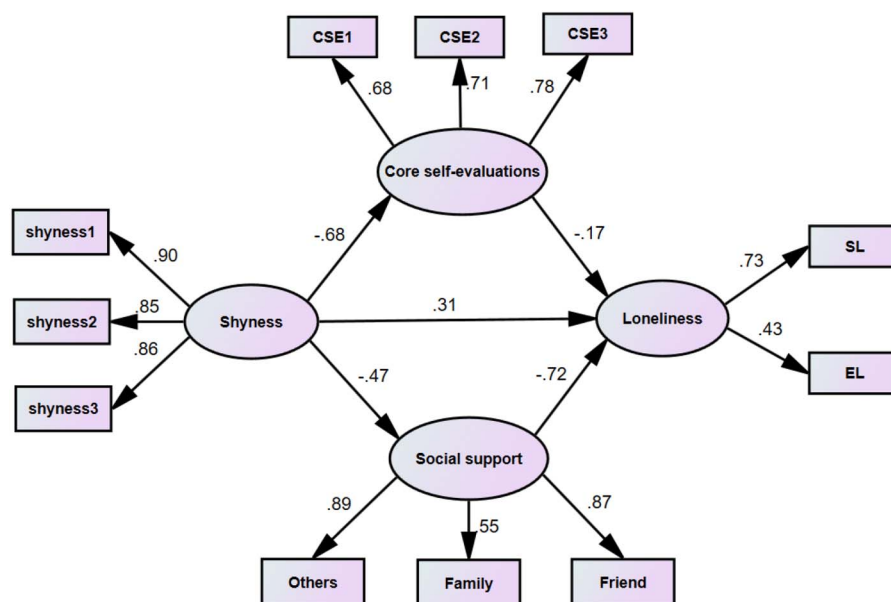 CSE1
CSE2
CSE3
.68
.71
.78
Core self-evaluations
shyness1
-.68
-.17
SL
.90
.73
shyness2
.85
Shyness
.31
Loneliness
.86
.43
shyness3
-.47
-.72
EL
Social support
.89
.55
.87
Others
Family
Friend